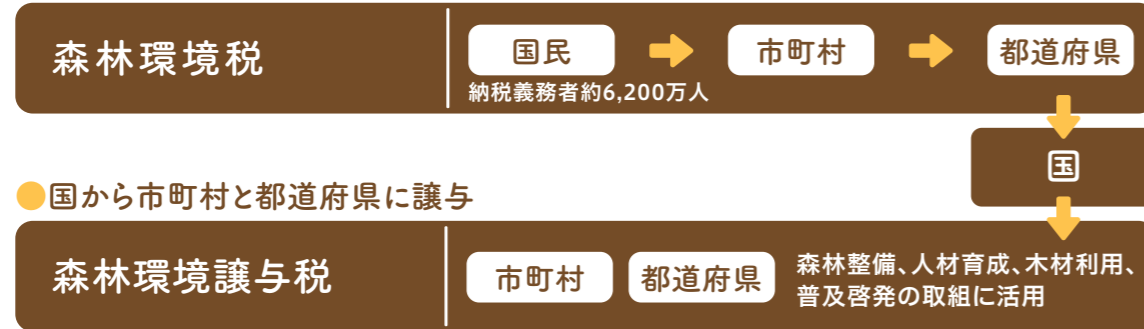 森林環境税
国民 市町村 都道府県
納税義務者約6,200万人
国
●国から市町村と都道府県に譲与
森林環境譲与税
市町村 都道府県
森林整備、人材育成、木材利用、
普及啓発の取組に活用